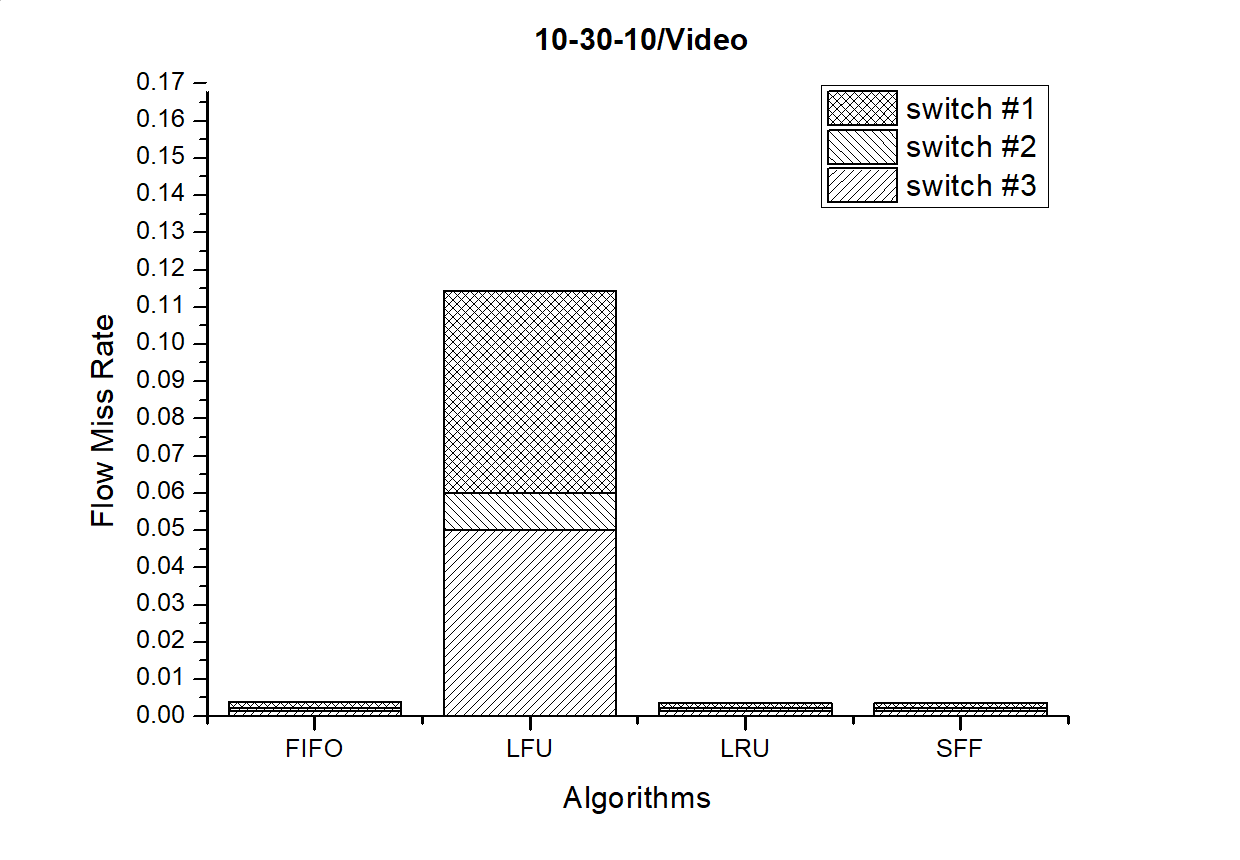 10-30-10/Video
switch #1
switch #2
switch #3
Flow Miss Rate
0.17
0.16
0.15
0.14
0.13
0.12
0.11
0.10
0.09
0.08
0.07
0.06
0.05
0.04
0.03
0.02
0.01
0.00
FIFO LFU LRU SFF
Algorithms